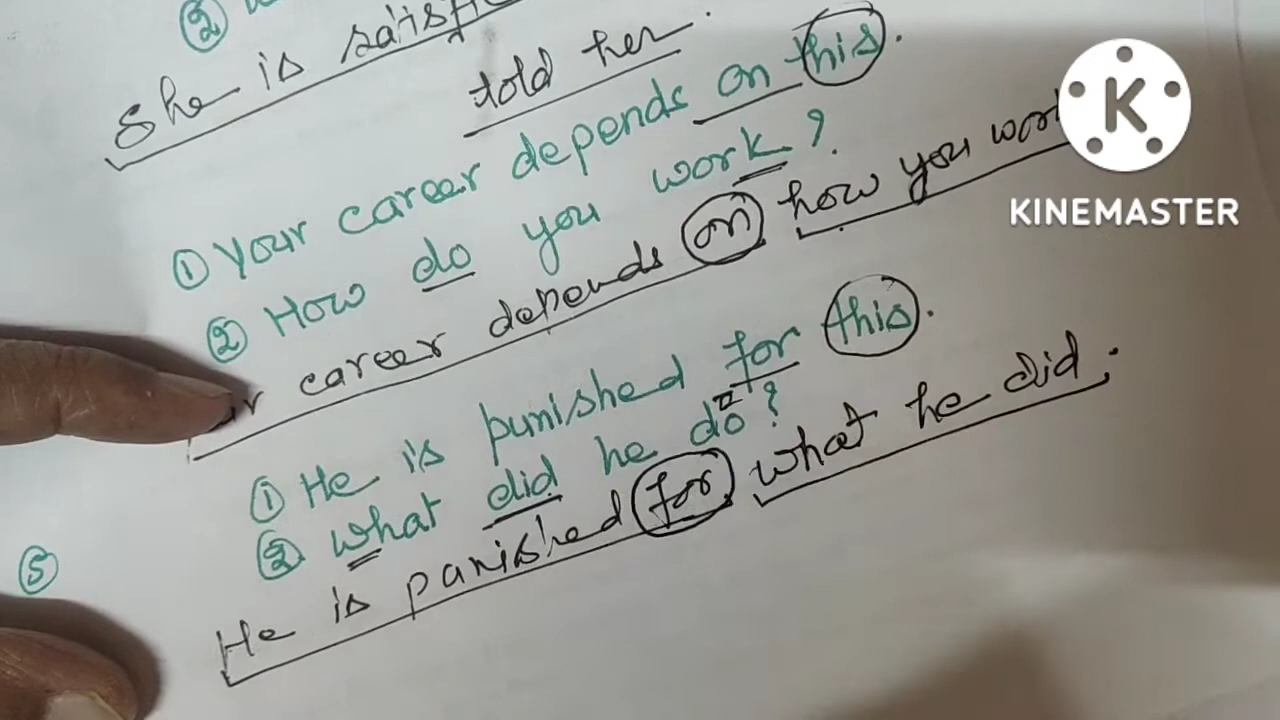 ②
She is satisf
told her.
① Your career depends on this.
② How do you work?
r career depends on how you wor
① He is punished for this.
② What did he do?
He is panished for what he did.
⑤
KINEMASTER